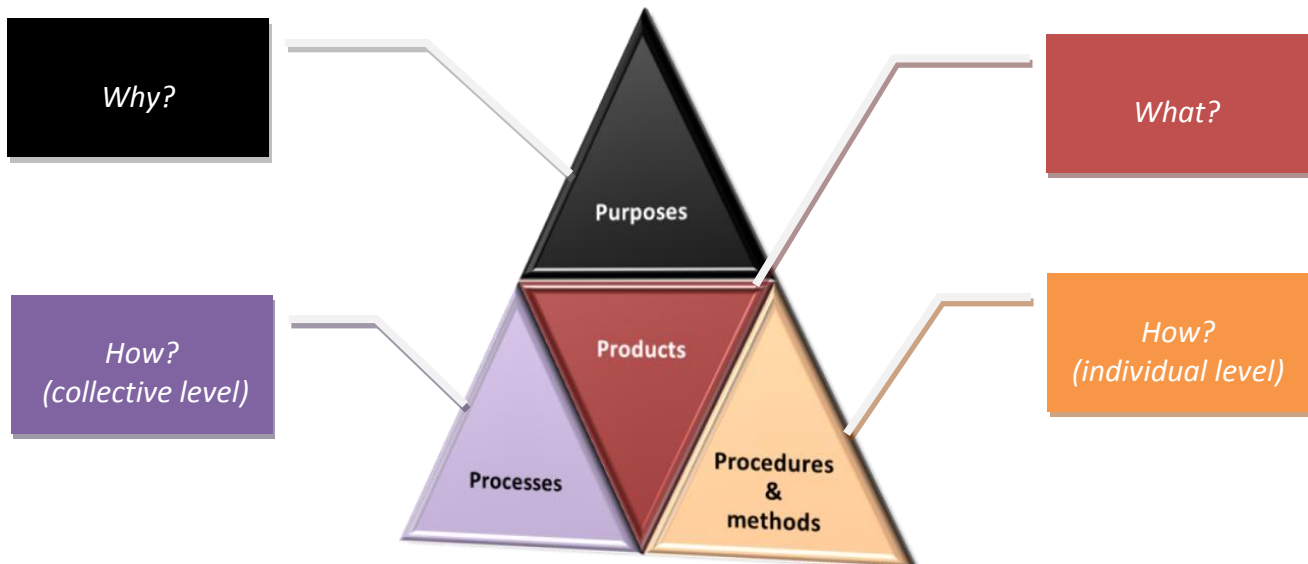 Why?
What?
Purposes
How?
(collective level)
Products
How?
(individual level)
Processes
Procedures
&
methods